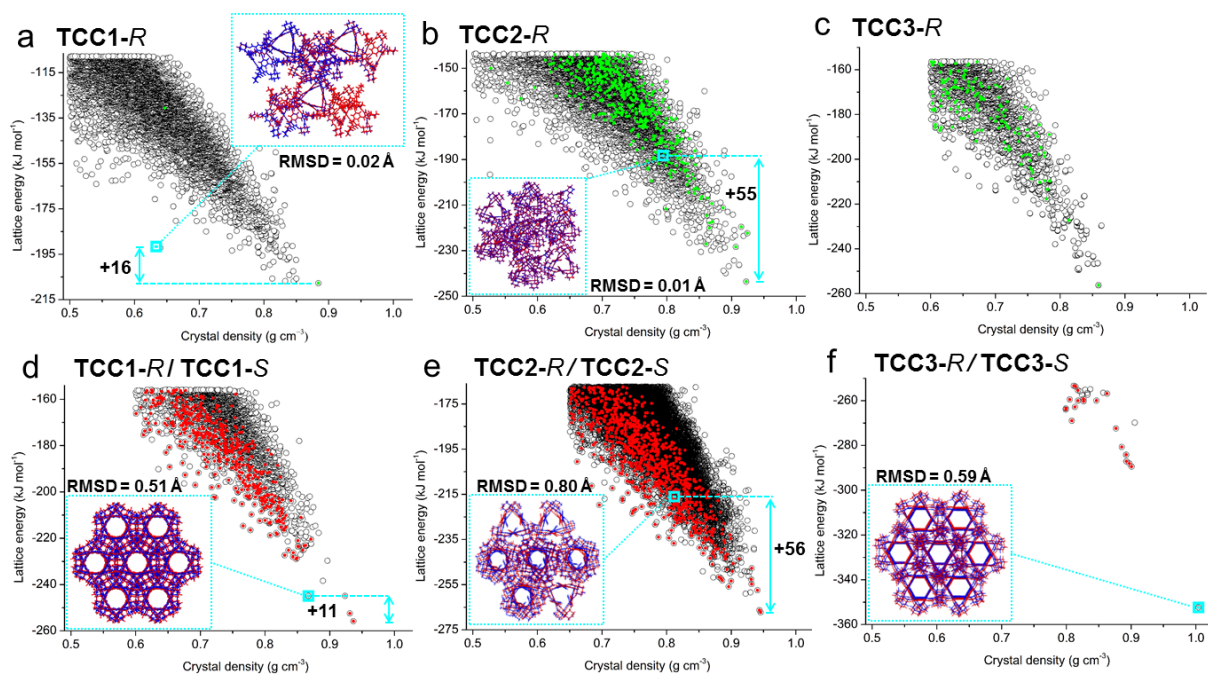 a TCC1-R
-115
-135
-155
-175
-195
-215
Lattice energy (kJ mol⁻¹)
RMSD = 0.02 Å
+16
0.5 0.6 0.7 0.8 0.9 1.0
Crystal density (g cm⁻³)
b TCC2-R
-150
-170
-190
-210
-230
-250
Lattice energy (kJ mol⁻¹)
+55
RMSD = 0.01 Å
0.5 0.6 0.7 0.8 0.9 1.0
Crystal density (g cm⁻³)
c TCC3-R
-160
-180
-200
-220
-240
-260
Lattice energy (kJ mol⁻¹)
0.5 0.6 0.7 0.8 0.9 1.0
Crystal density (g cm⁻³)
d TCC1-R / TCC1-S
-160
-180
-200
-220
-240
-260
Lattice energy (kJ mol⁻¹)
RMSD = 0.51 Å
+11
0.5 0.6 0.7 0.8 0.9 1.0
Crystal density (g cm⁻³)
e TCC2-R / TCC2-S
-175
-195
-215
-235
-255
-275
Lattice energy (kJ mol⁻¹)
RMSD = 0.80 Å
+56
0.5 0.6 0.7 0.8 0.9 1.0
Crystal density (g cm⁻³)
f TCC3-R / TCC3-S
-260
-280
-300
-320
-340
-360
Lattice energy (kJ mol⁻¹)
RMSD = 0.59 Å
0.5 0.6 0.7 0.8 0.9 1.0
Crystal density (g cm⁻³)